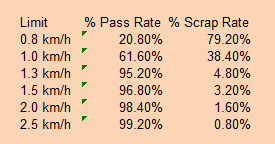 Limit % Pass Rate % Scrap Rate
0.8 km/h 20.80% 79.20%
1.0 km/h 61.60% 38.40%
1.3 km/h 95.20% 4.80%
1.5 km/h 96.80% 3.20%
2.0 km/h 98.40% 1.60%
2.5 km/h 99.20% 0.80%